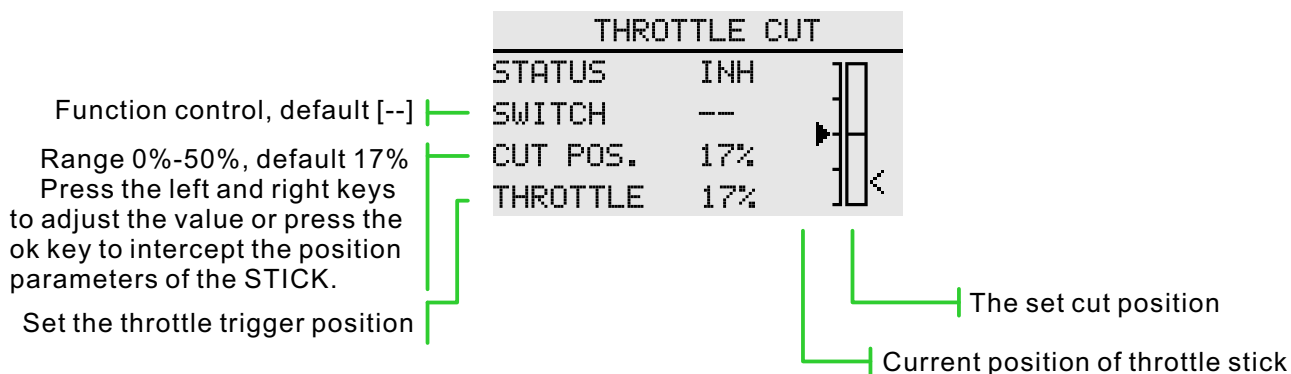 THROTTLE CUT
STATUS INH
SWITCH --
CUT POS. 17%
THROTTLE 17%
Function control, default [--]
Range 0%-50%, default 17%
Press the left and right keys
to adjust the value or press the
ok key to intercept the position
parameters of the STICK.
Set the throttle trigger position
The set cut position
Current position of throttle stick